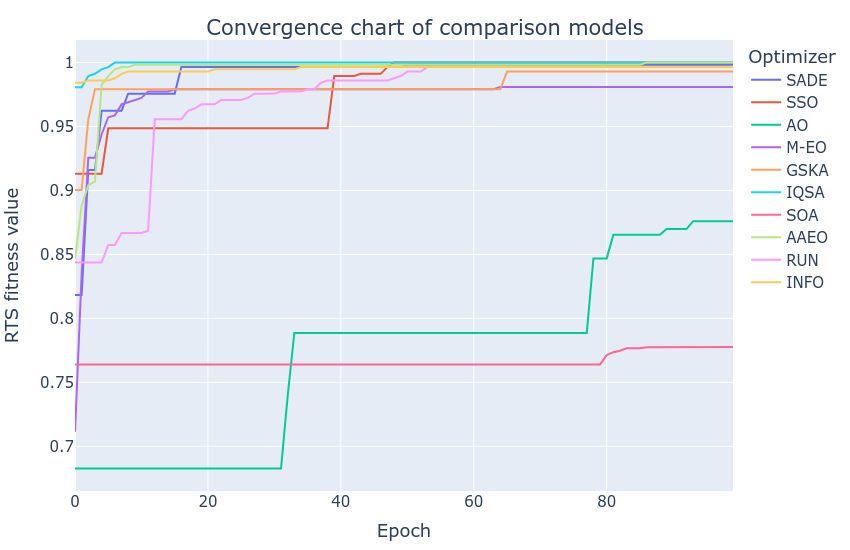 Convergence chart of comparison models
RTS fitness value
1
0.95
0.9
0.85
0.8
0.75
0.7
0
20
40
60
80
Epoch
Optimizer
SADE
SSO
AO
M-EO
GSKA
IQSA
SOA
AAEO
RUN
INFO